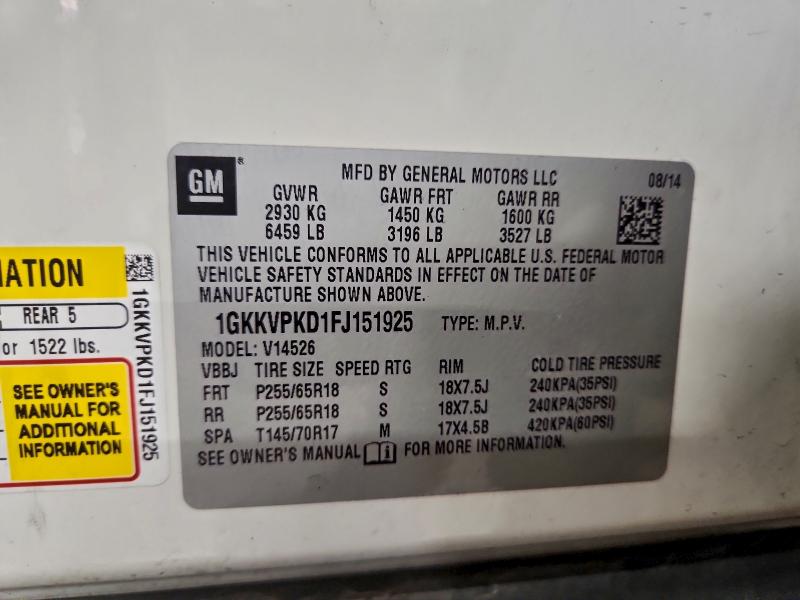 GM
®
MFD BY GENERAL MOTORS LLC 08/14
GVWR GAWR FRT GAWR RR
2930 KG 1450 KG 1600 KG
6459 LB 3196 LB 3527 LB
THIS VEHICLE CONFORMS TO ALL APPLICABLE U.S. FEDERAL MOTOR
VEHICLE SAFETY STANDARDS IN EFFECT ON THE DATE OF
MANUFACTURE SHOWN ABOVE.
1GKKVPKD1FJ151925 TYPE: M.P.V.
MODEL: V14526
VBBJ TIRE SIZE SPEED RTG RIM COLD TIRE PRESSURE
FRT P255/65R18 S 18X7.5J 240KPA(35PSI)
RR P255/65R18 S 18X7.5J 240KPA(35PSI)
SPA T145/70R17 M 17X4.5B 420KPA(60PSI)
SEE OWNER'S MANUAL FOR MORE INFORMATION.
REAR 5
or 1522 lbs.
SEE OWNER'S
MANUAL FOR
ADDITIONAL
INFORMATION
1GKKVPKD1FJ151925